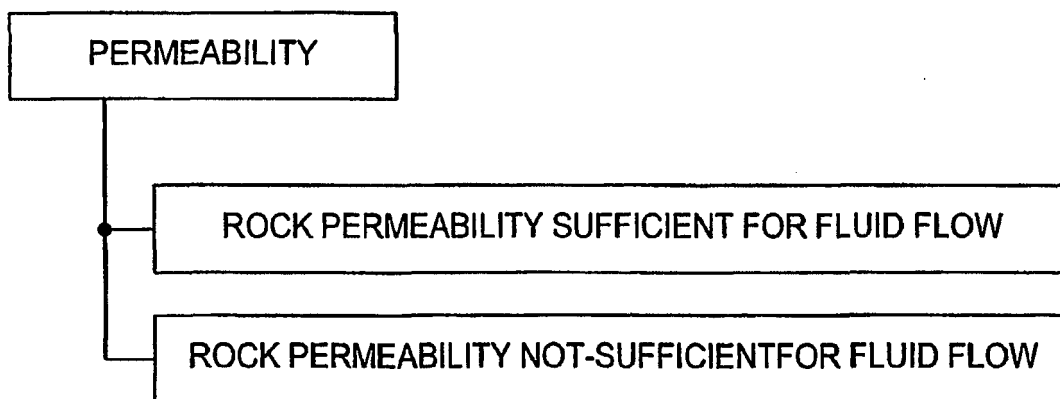 PERMEABILITY
ROCK PERMEABILITY SUFFICIENT FOR FLUID FLOW
ROCK PERMEABILITY NOT-SUFFICIENTFOR FLUID FLOW